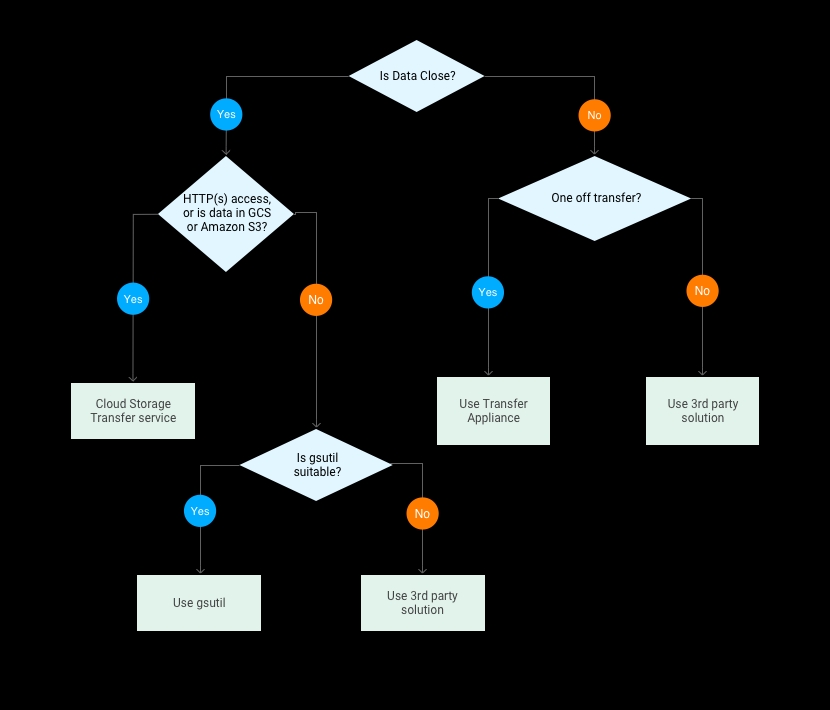 Is Data Close?
Yes
No
HTTP(s) access,
or is data in GCS
or Amazon S3?
One off transfer?
Yes
No
Yes
No
Cloud Storage
Transfer service
Use Transfer
Appliance
Use 3rd party
solution
Is gsutil
suitable?
Yes
No
Use gsutil
Use 3rd party
solution